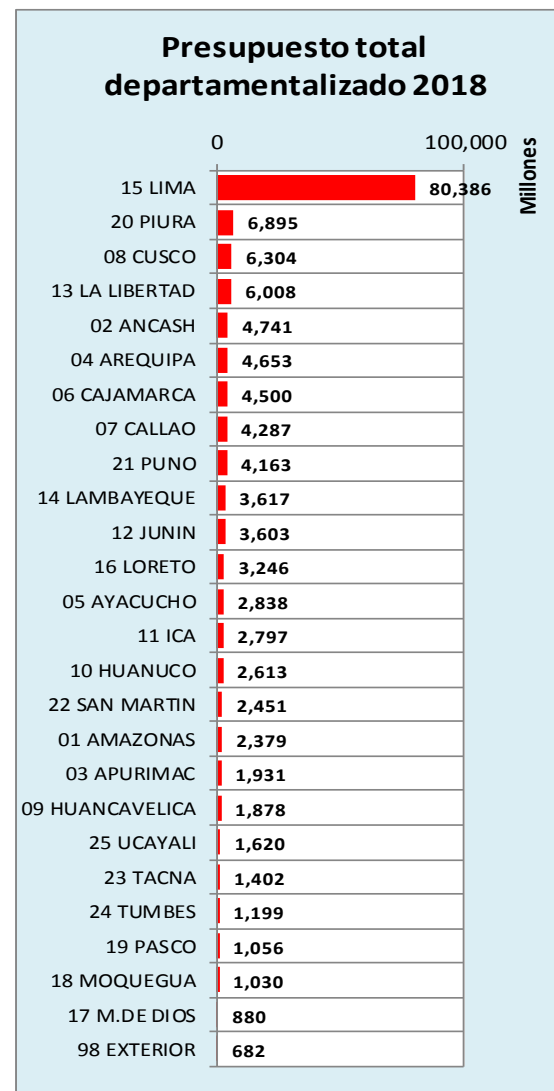 Presupuesto total
departamentalizado 2018
0 100,000
Millones
15 LIMA 80,386
20 PIURA 6,895
08 CUSCO 6,304
13 LA LIBERTAD 6,008
02 ANCASH 4,741
04 AREQUIPA 4,653
06 CAJAMARCA 4,500
07 CALLAO 4,287
21 PUNO 4,163
14 LAMBAYEQUE 3,617
12 JUNIN 3,603
16 LORETO 3,246
05 AYACUCHO 2,838
11 ICA 2,797
10 HUANUCO 2,613
22 SAN MARTIN 2,451
01 AMAZONAS 2,379
03 APURIMAC 1,931
09 HUANCAVELICA 1,878
25 UCAYALI 1,620
23 TACNA 1,402
24 TUMBES 1,199
19 PASCO 1,056
18 MOQUEGUA 1,030
17 M.DE DIOS 880
98 EXTERIOR 682